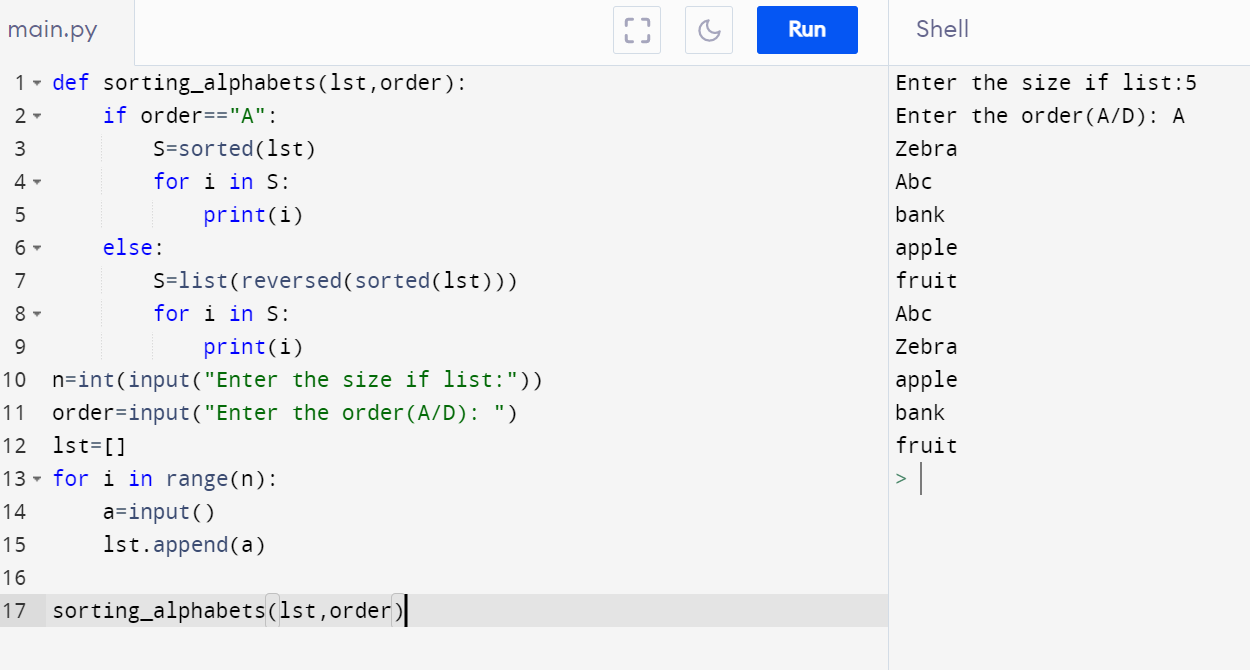 main.py
Run
Shell
1 def sorting_alphabets(lst,order):
2     if order=="A":
3         S=sorted(lst)
4         for i in S:
5             print(i)
6     else:
7         S=list(reversed(sorted(lst)))
8         for i in S:
9             print(i)
10 n=int(input("Enter the size if list:"))
11 order=input("Enter the order(A/D): ")
12 lst=[]
13 for i in range(n):
14     a=input()
15     lst.append(a)
16
17 sorting_alphabets(lst,order)
Enter the size if list:5
Enter the order(A/D): A
Zebra
Abc
bank
apple
fruit
Abc
Zebra
apple
bank
fruit
>